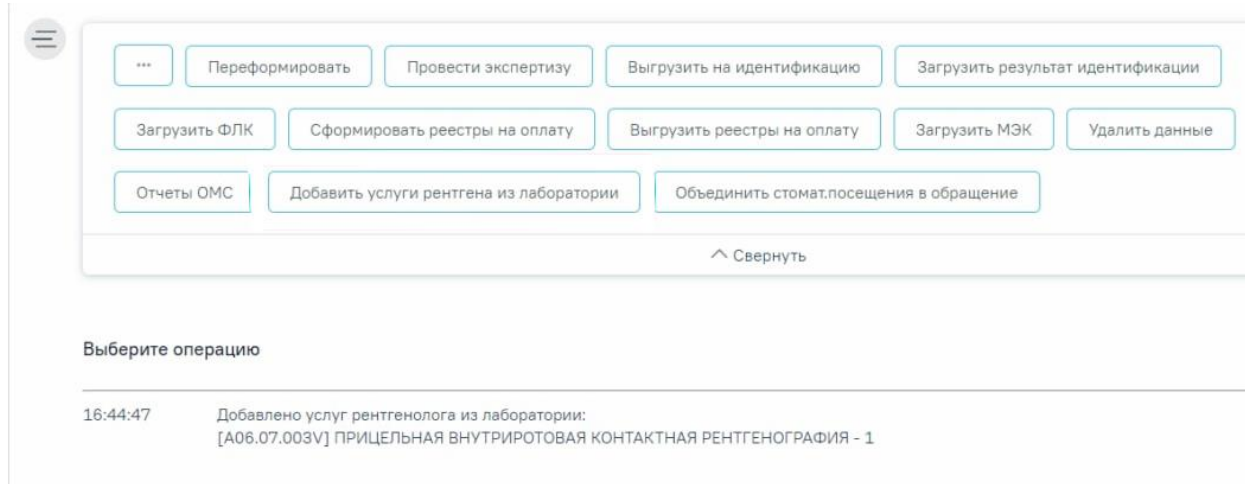 ...
Переформировать
Провести экспертизу
Выгрузить на идентификацию
Загрузить результат идентификации
Загрузить ФЛК
Сформировать реестры на оплату
Выгрузить реестры на оплату
Загрузить МЭК
Удалить данные
Отчеты ОМС
Добавить услуги рентгена из лаборатории
Объединить стомат.посещения в обращение
Свернуть
Выберите операцию
16:44:47 Добавлено услуг рентгенолога из лаборатории:
[A06.07.003V] ПРИЦЕЛЬНАЯ ВНУТРИРОТОВАЯ КОНТАКТНАЯ РЕНТГЕНОГРАФИЯ - 1